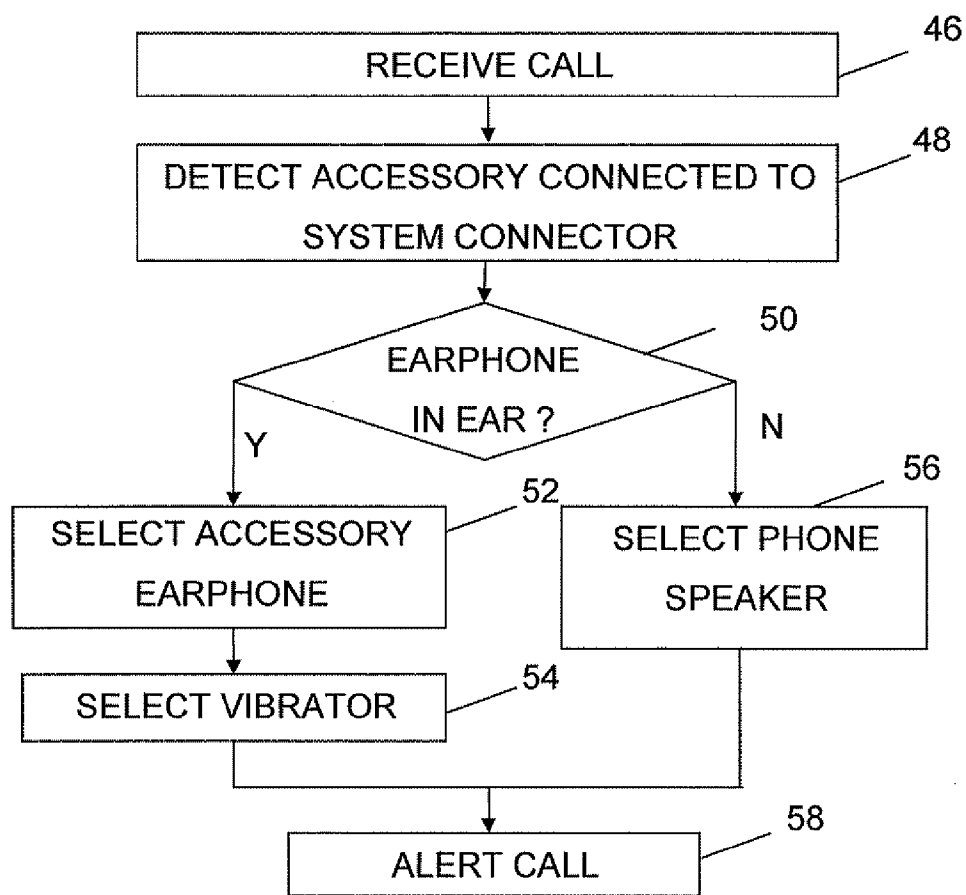 46
RECEIVE CALL
48
DETECT ACCESSORY CONNECTED TO
SYSTEM CONNECTOR
50
EARPHONE
IN EAR ?
Y
N
52
SELECT ACCESSORY
EARPHONE
56
SELECT PHONE
SPEAKER
54
SELECT VIBRATOR
58
ALERT CALL